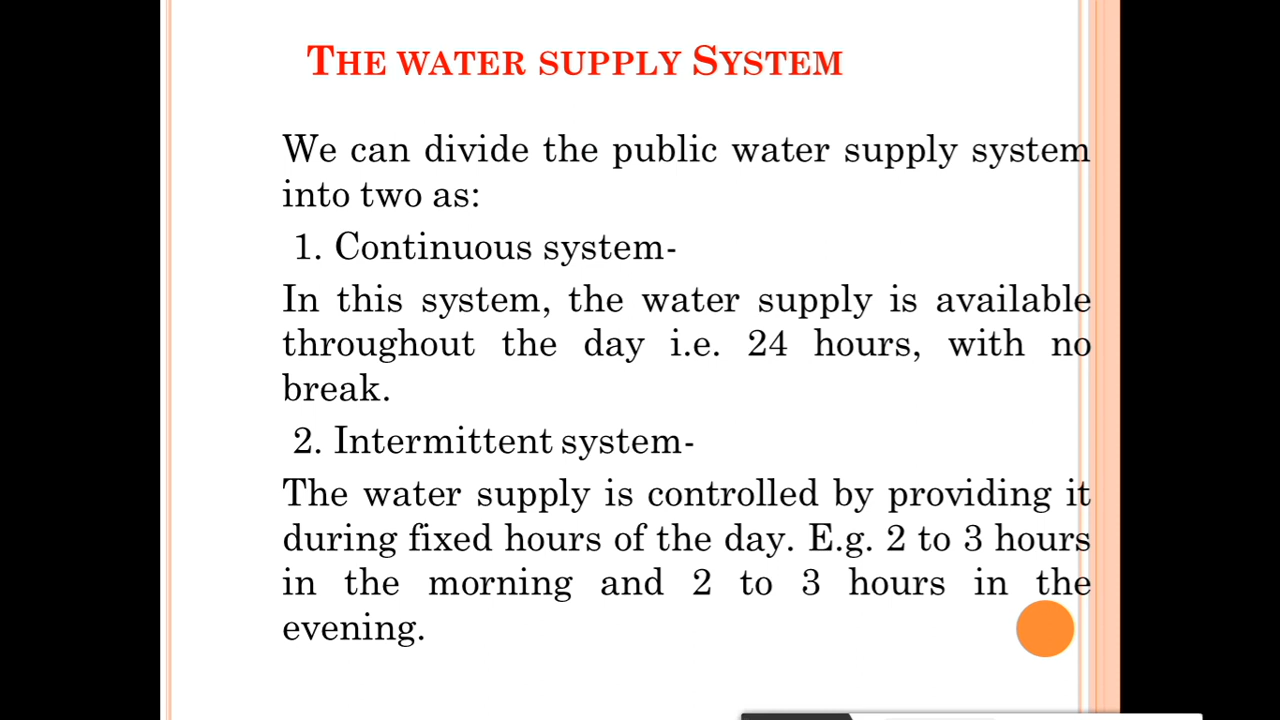 The water supply System
We can divide the public water supply system
into two as:
1. Continuous system-
In this system, the water supply is available
throughout the day i.e. 24 hours, with no
break.
2. Intermittent system-
The water supply is controlled by providing it
during fixed hours of the day. E.g. 2 to 3 hours
in the morning and 2 to 3 hours in the
evening.